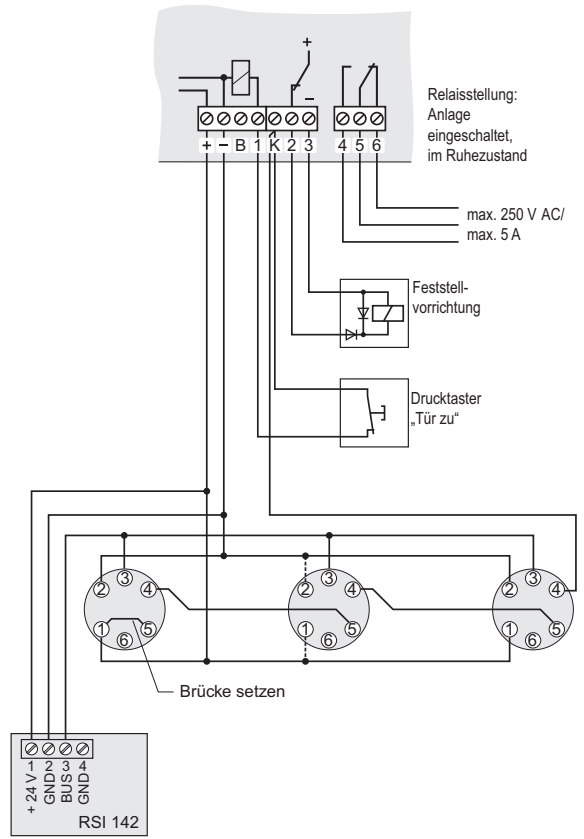 +
–
Relaisstellung:
Anlage
eingeschaltet,
im Ruhezustand
+ – B 1 K 2 3 4 5 6
max. 250 V AC/
max. 5 A
Feststell-
vorrichtung
Drucktaster
„Tür zu“
2 3 4 1 6 5
2 3 4 1 6 5
2 3 4 1 6 5
Brücke setzen
1 2 3 4
+ 24 V
GND
BUS
GND
RSI 142